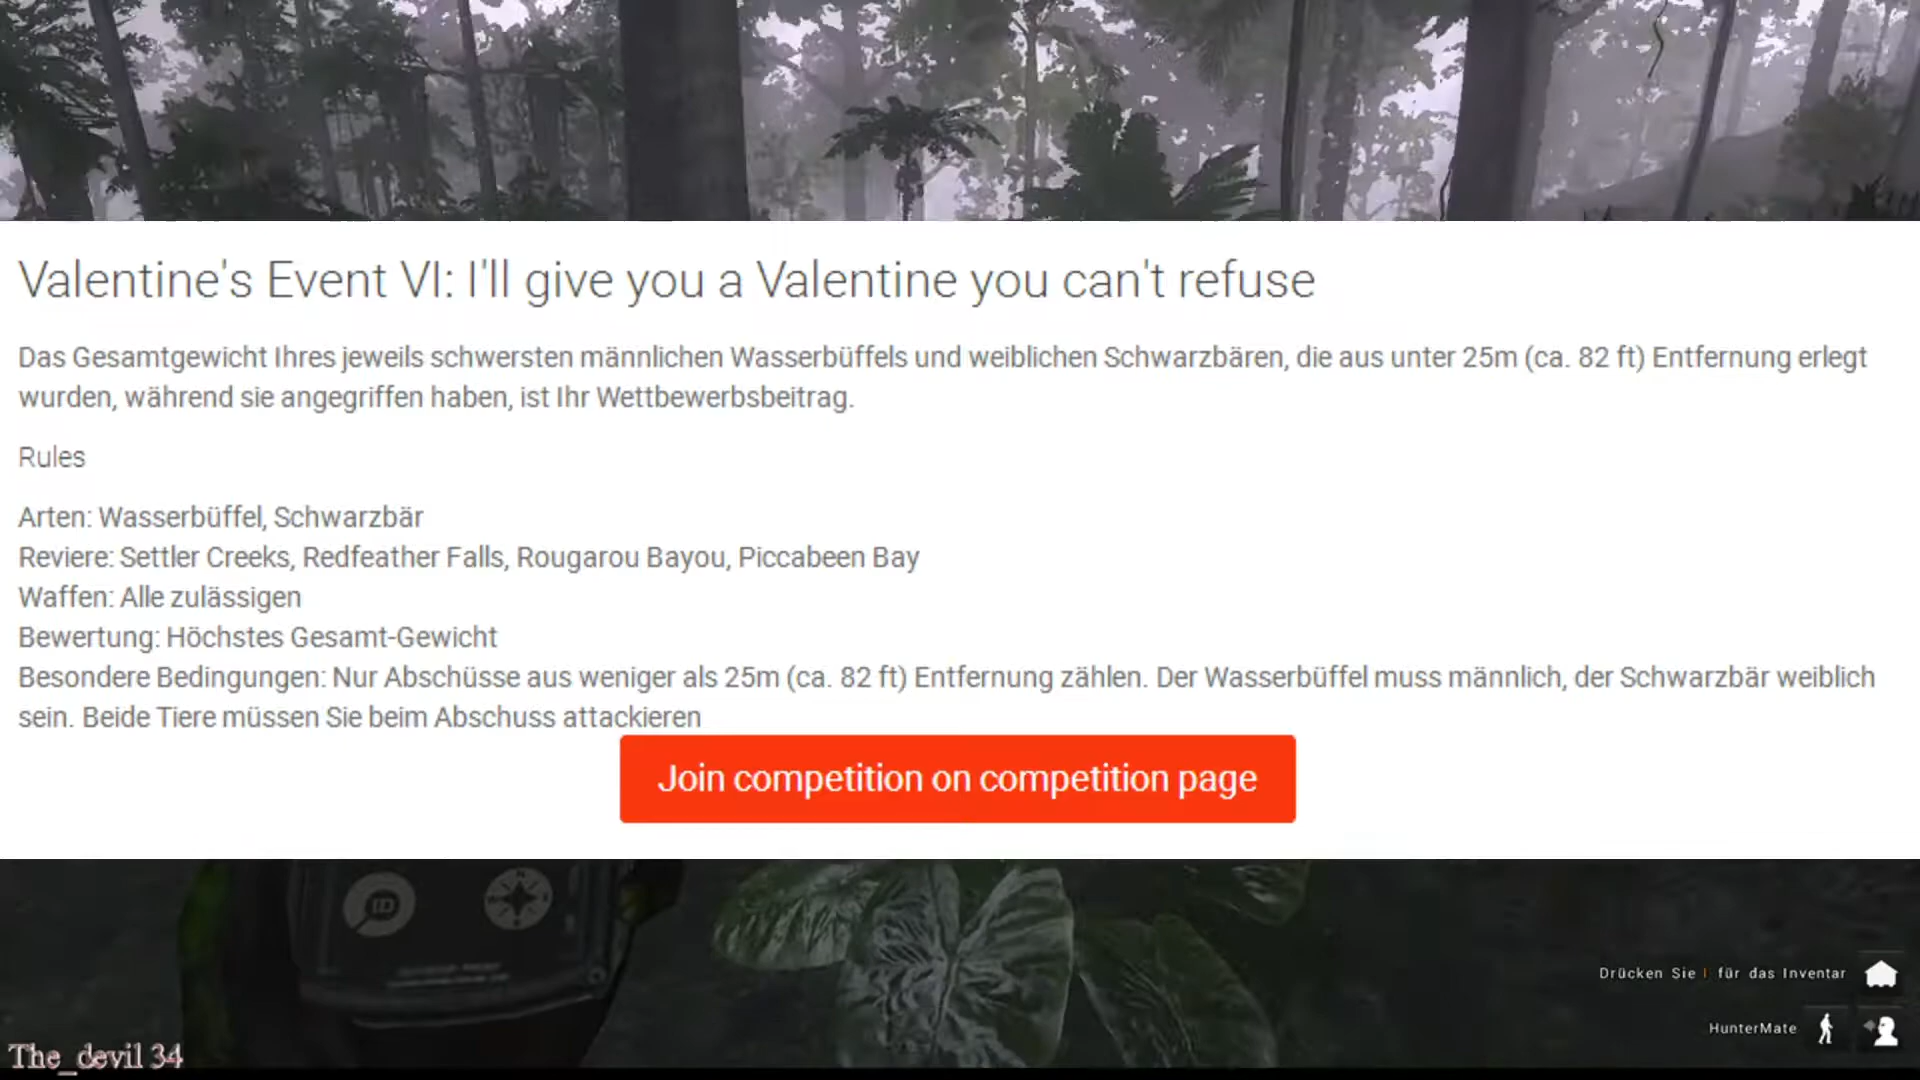 Valentine's Event VI: I'll give you a Valentine you can't refuse
Das Gesamtgewicht Ihres jeweils schwersten männlichen Wasserbüffels und weiblichen Schwarzbären, die aus unter 25m (ca. 82 ft) Entfernung erlegt
wurden, während sie angegriffen haben, ist Ihr Wettbewerbsbeitrag.
Rules
Arten: Wasserbüffel, Schwarzbär
Reviere: Settler Creeks, Redfeather Falls, Rougarou Bayou, Piccabeen Bay
Waffen: Alle zulässigen
Bewertung: Höchstes Gesamt-Gewicht
Besondere Bedingungen: Nur Abschüsse aus weniger als 25m (ca. 82 ft) Entfernung zählen. Der Wasserbüffel muss männlich, der Schwarzbär weiblich
sein. Beide Tiere müssen Sie beim Abschuss attackieren
Join competition on competition page
ID
Drücken Sie I für das Inventar
HunterMate
The_devil 34